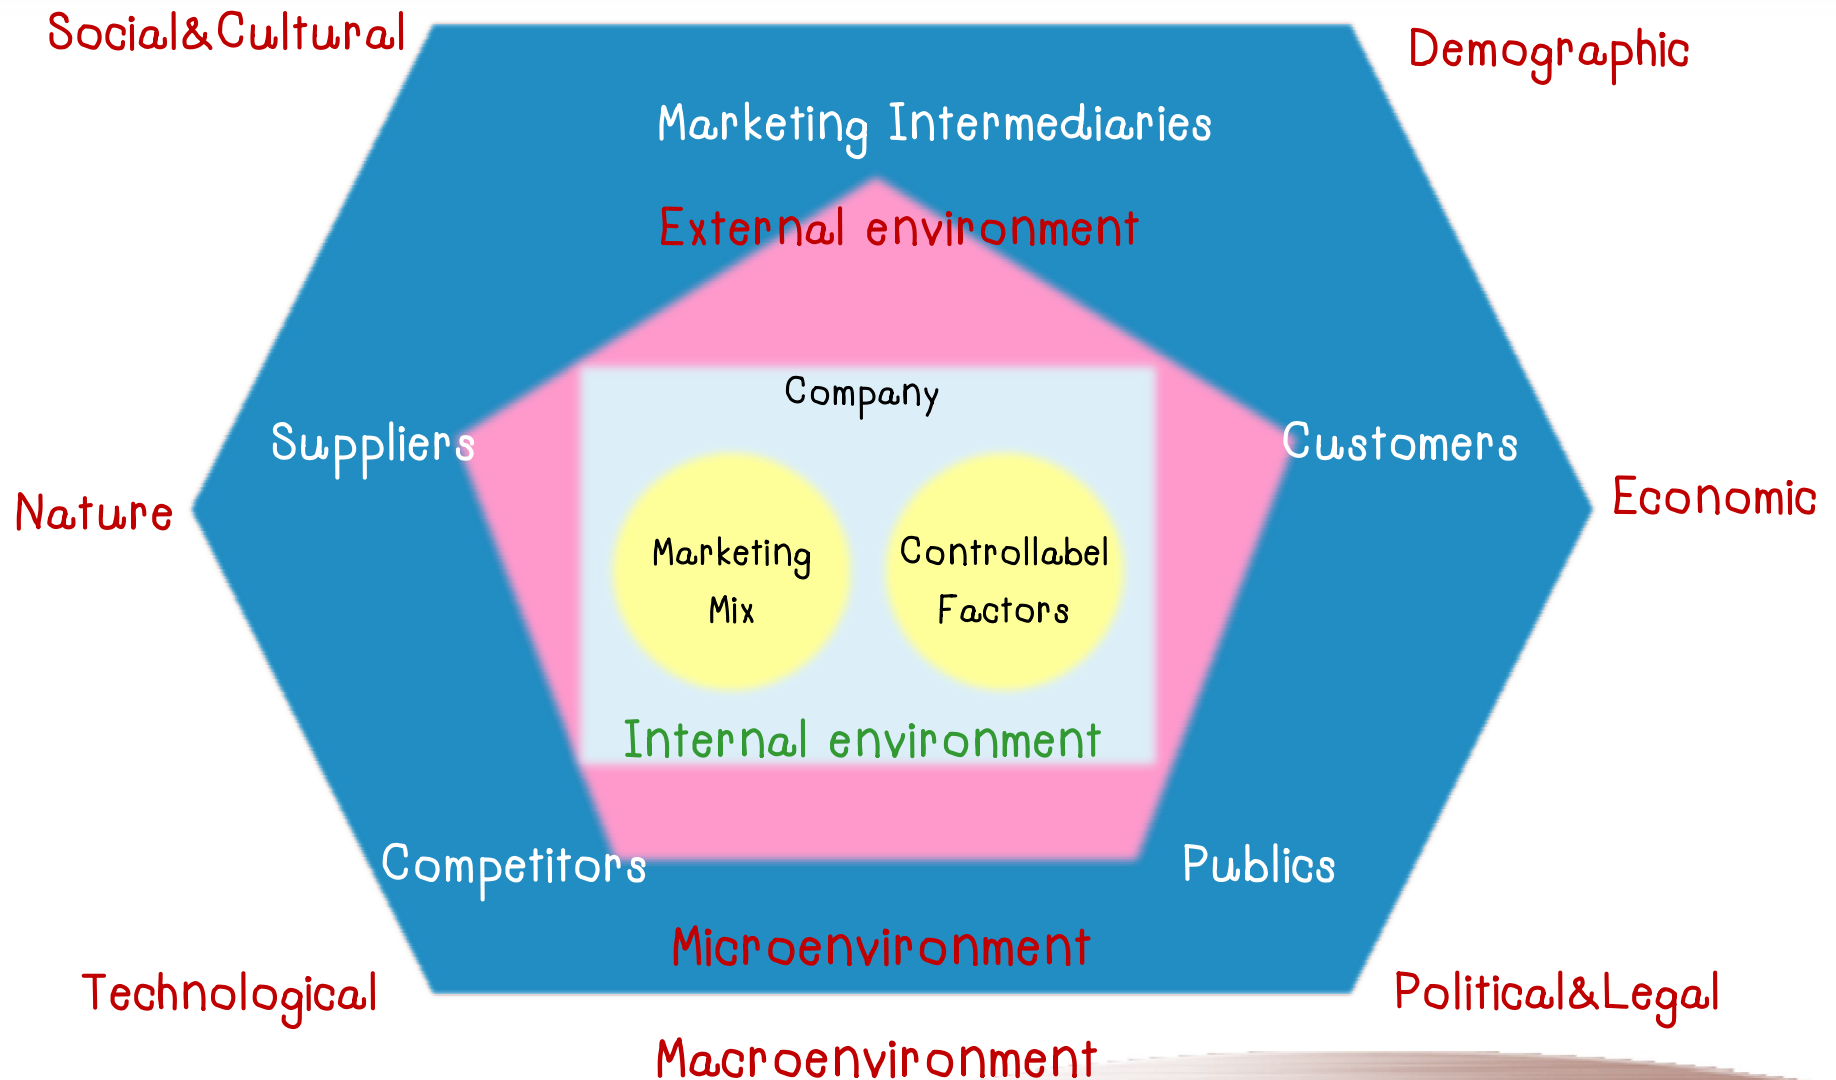 Social&Cultural
Demographic
Marketing Intermediaries
External environment
Company
Suppliers
Customers
Nature
Economic
Marketing
Mix
Controllabel
Factors
Internal environment
Competitors
Publics
Microenvironment
Technological
Political&Legal
Macroenvironment